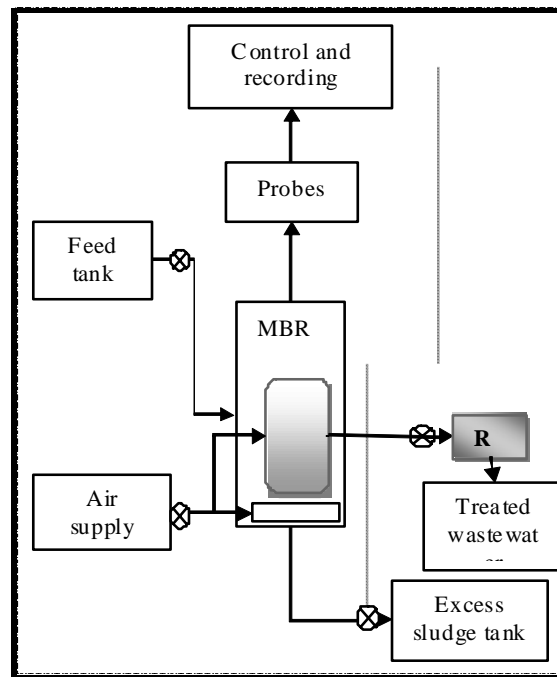 Control and
recording
Probes
Feed
tank
MBR
R
Air
supply
Treated
wastewat
Excess
sludge tank